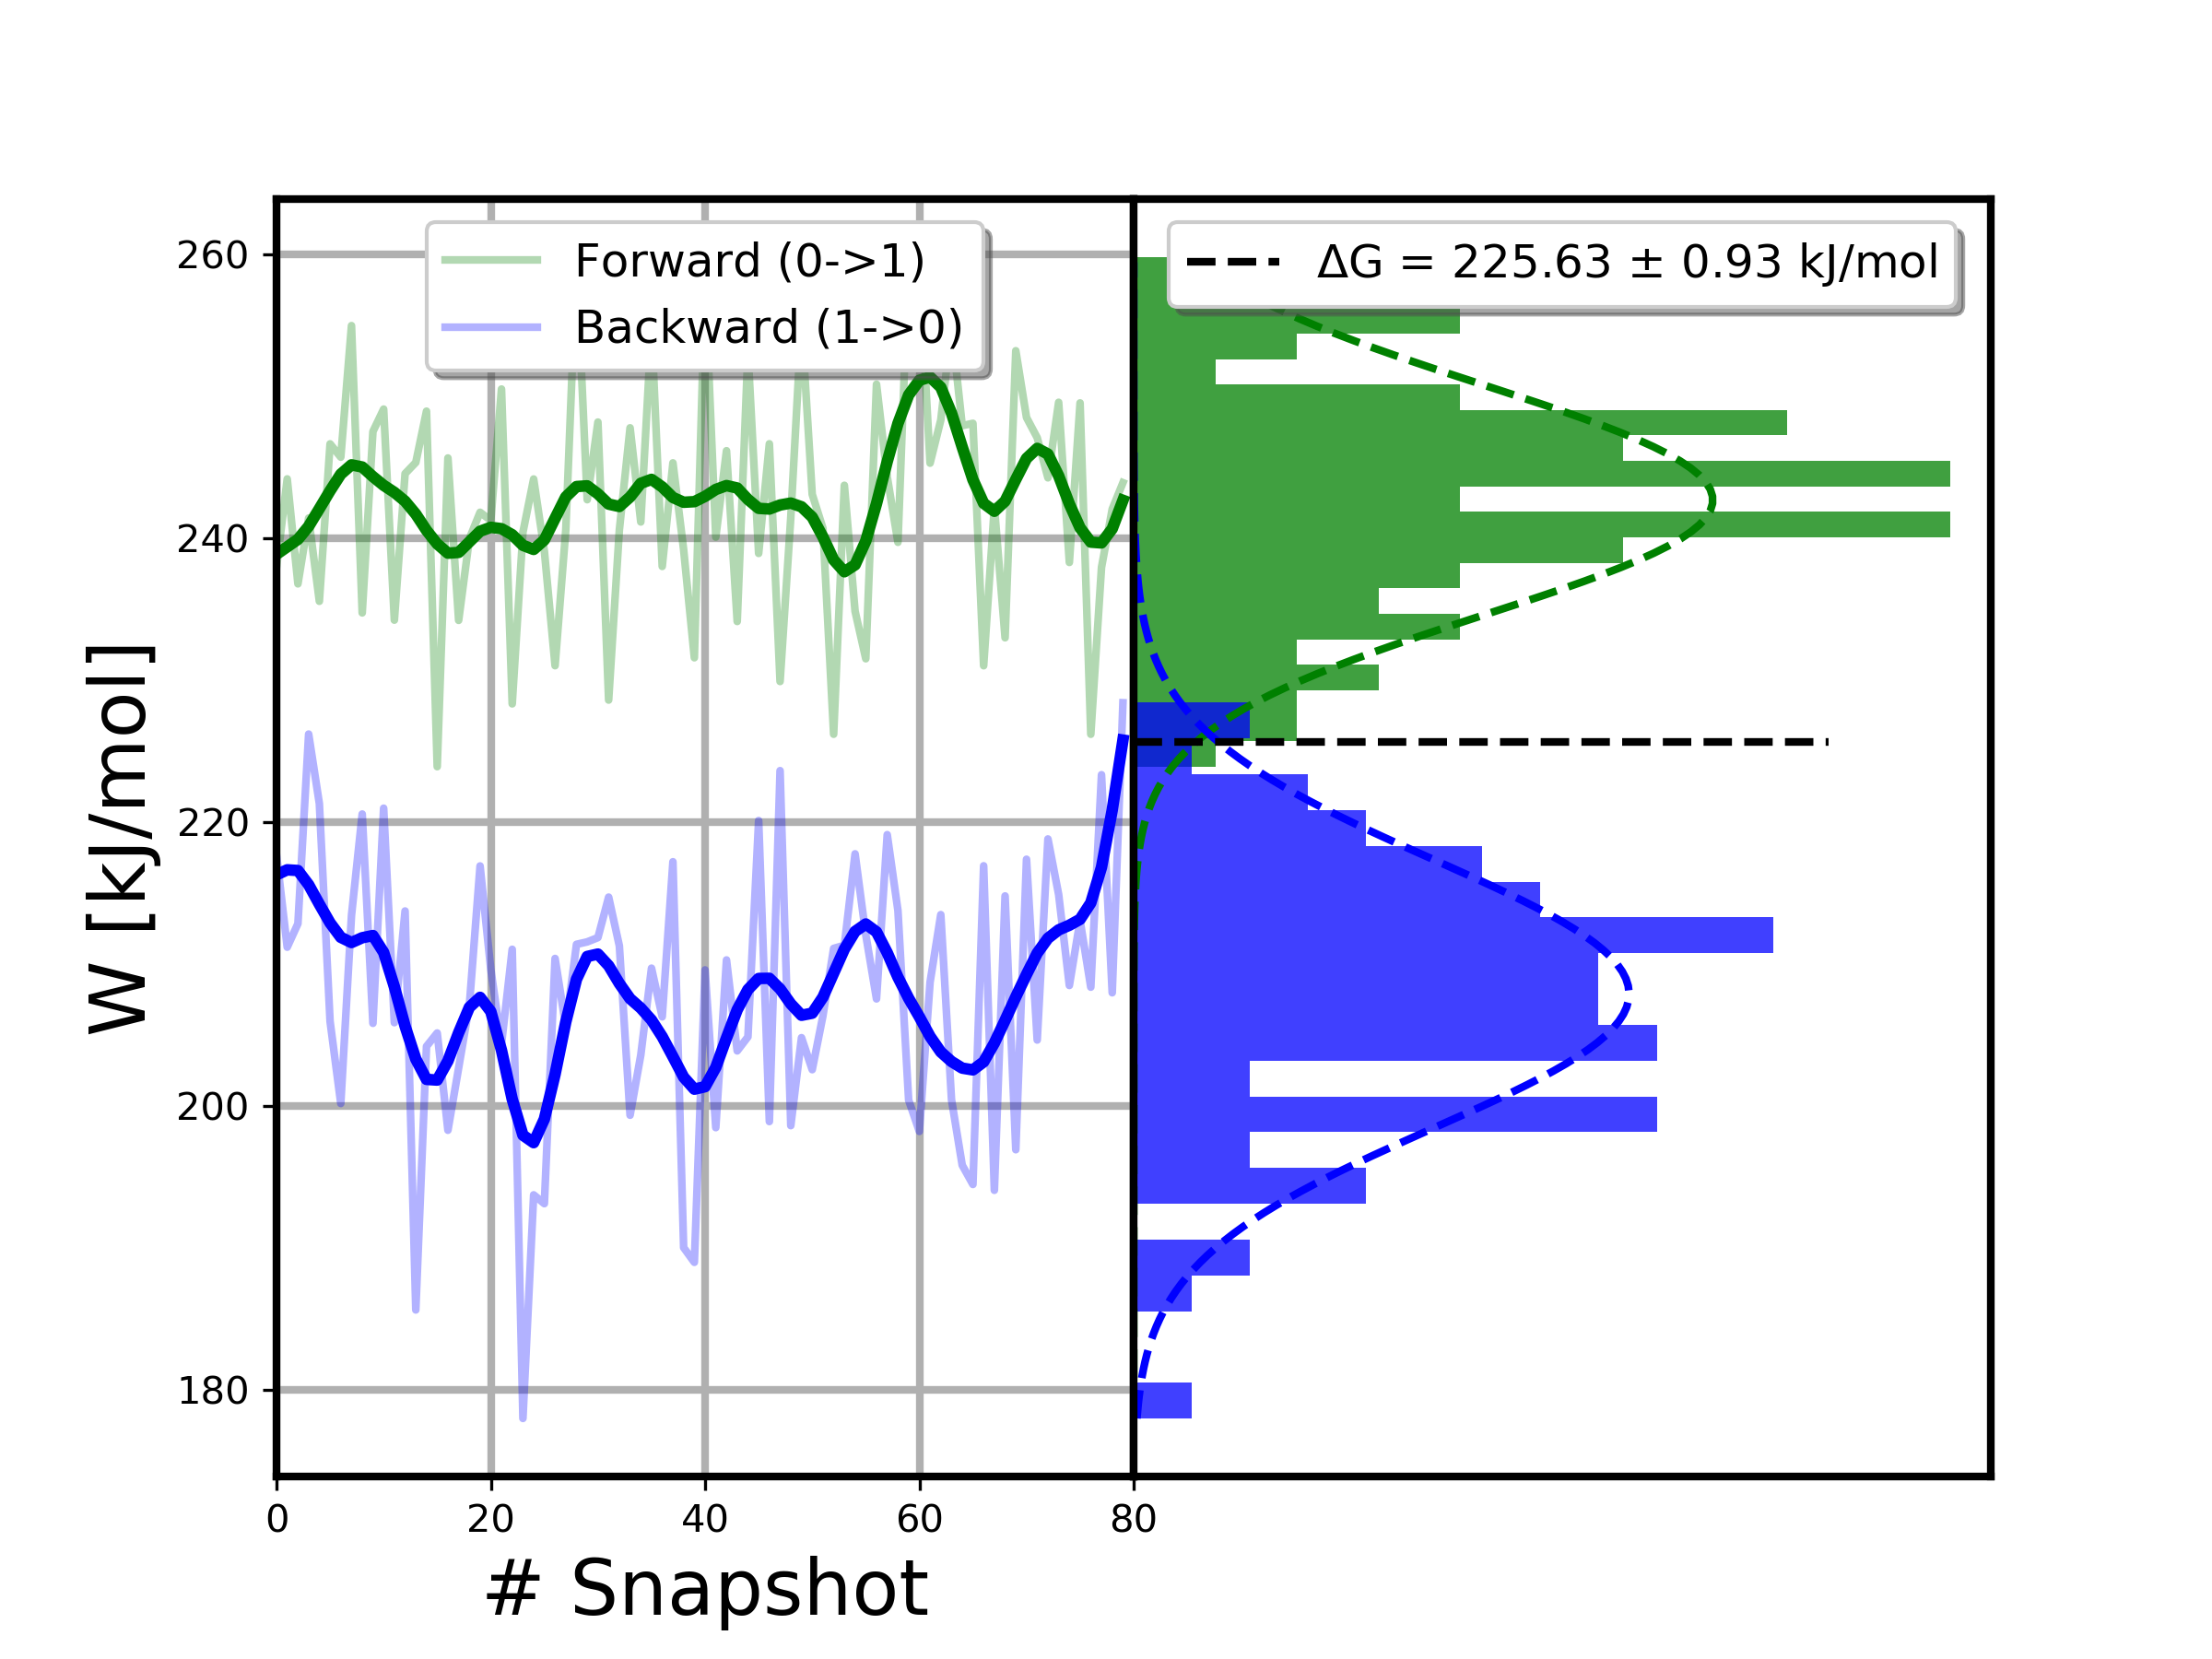 Forward (0->1)
Backward (1->0)
ΔG = 225.63 ± 0.93 kJ/mol
W [kJ/mol]
260
240
220
200
180
0 20 40 60 80
# Snapshot